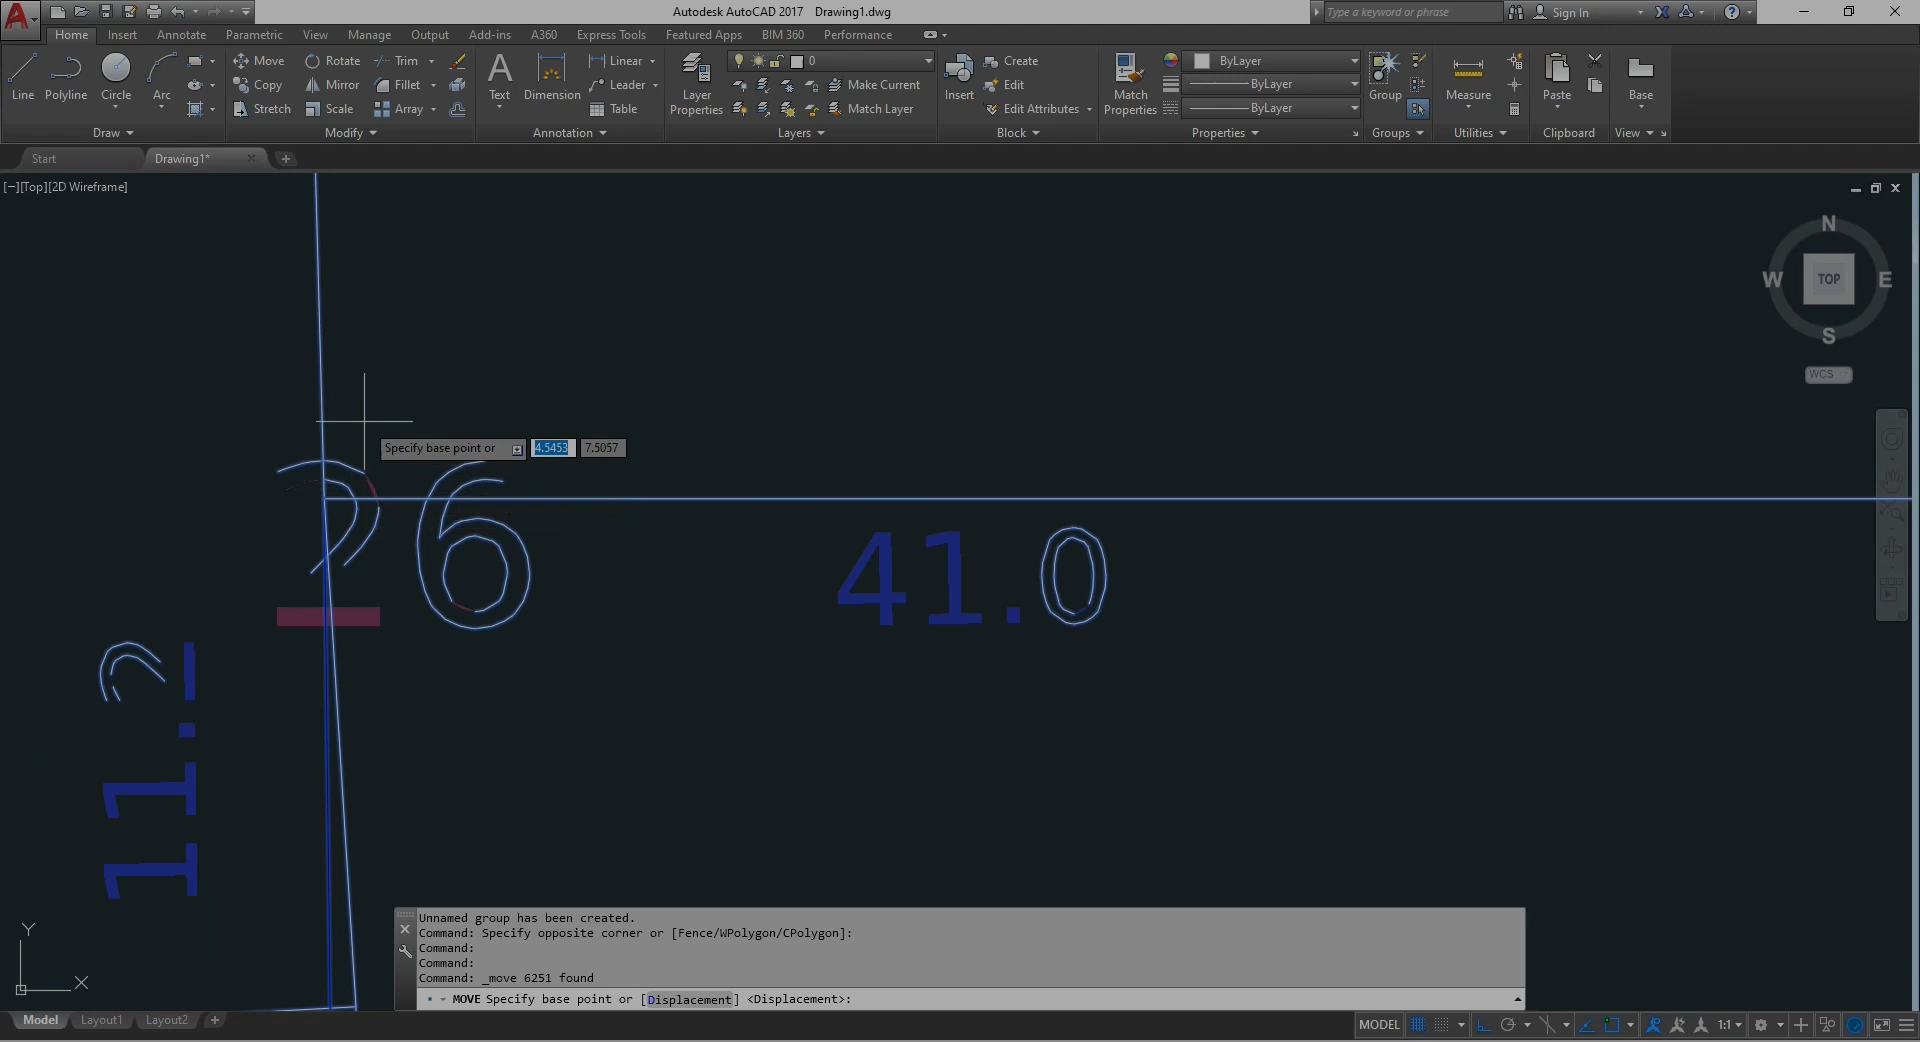 Autodesk AutoCAD 2017 Drawing1.dwg
Type a keyword or phrase
Sign In
Home Insert Annotate Parametric View Manage Output Add-ins A360 Express Tools Featured Apps BIM 360 Performance
Line Polyline Circle Arc
Move Rotate Trim
Copy Mirror Fillet
Stretch Scale Array
Text Dimension
Linear
Leader
Table
Layer Properties
0
Make Current
Match Layer
Insert
Create
Edit
Edit Attributes
Match Properties
ByLayer
ByLayer
ByLayer
Group
Measure
Paste
Base
Draw Modify Annotation Layers Block Properties Groups Utilities Clipboard View
Start Drawing1*
[−][Top][2D Wireframe]
N
W TOP E
S
WCS
Specify base point or 4.5453 7.5057
26
41.0
11.2
Y
X
Unnamed group has been created.
Command: Specify opposite corner or [Fence/WPolygon/CPolygon]:
Command:
Command:
Command: _move 6251 found
MOVE Specify base point or [Displacement] <Displacement>:
Model Layout1 Layout2
MODEL 1:1